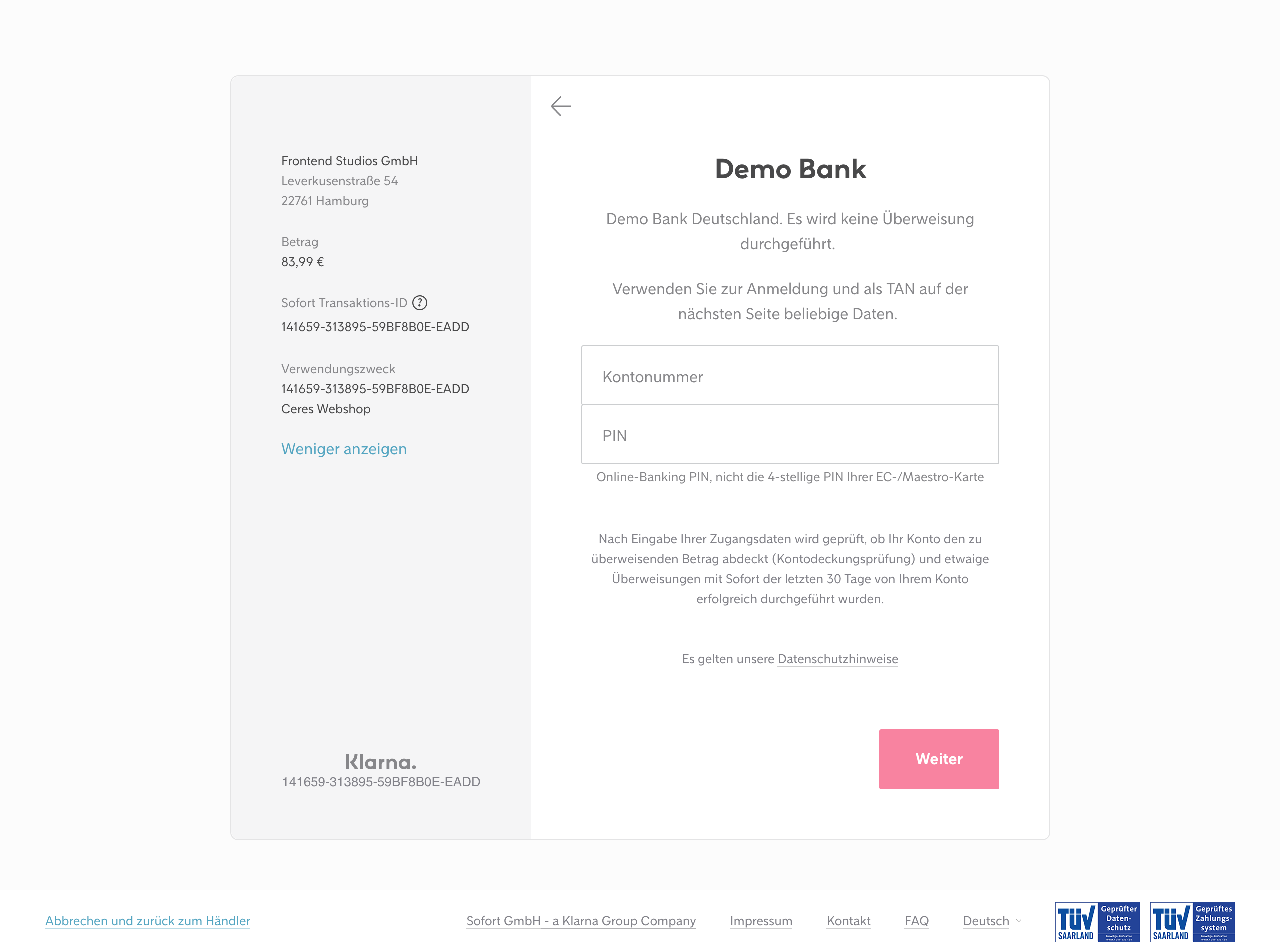 Frontend Studios GmbH
Leverkusenstraße 54
22761 Hamburg
Betrag
83,99 €
Sofort Transaktions-ID ?
141659-313895-59BF8B0E-EADD
Verwendungszweck
141659-313895-59BF8B0E-EADD
Ceres Webshop
Weniger anzeigen
Klarna.
141659-313895-59BF8B0E-EADD
Demo Bank
Demo Bank Deutschland. Es wird keine Überweisung
durchgeführt.
Verwenden Sie zur Anmeldung und als TAN auf der
nächsten Seite beliebige Daten.
Kontonummer
PIN
Online-Banking PIN, nicht die 4-stellige PIN Ihrer EC-/Maestro-Karte
Nach Eingabe Ihrer Zugangsdaten wird geprüft, ob Ihr Konto den zu
überweisenden Betrag abdeckt (Kontodeckungsprüfung) und etwaige
Überweisungen mit Sofort der letzten 30 Tage von Ihrem Konto
erfolgreich durchgeführt wurden.
Es gelten unsere Datenschutzhinweise
Weiter
Abbrechen und zurück zum Händler
Sofort GmbH - a Klarna Group Company
Impressum
Kontakt
FAQ
Deutsch
TÜV
SAARLAND
Geprüfter
Daten-
schutz
TÜV
SAARLAND
Geprüftes
Zahlungs-
system